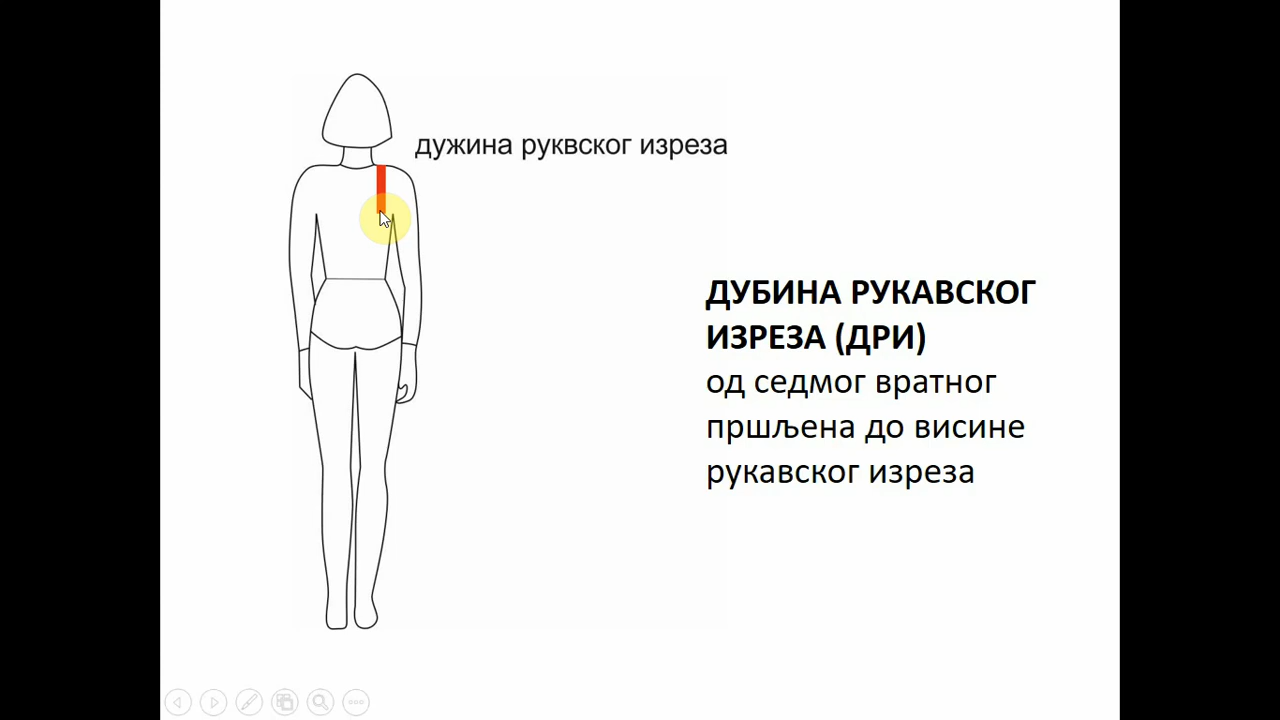 дужина руквског изреза
ДУБИНА РУКАВСКОГ
ИЗРЕЗА (ДРИ)
од седмог вратног
пршљена до висине
рукавског изреза